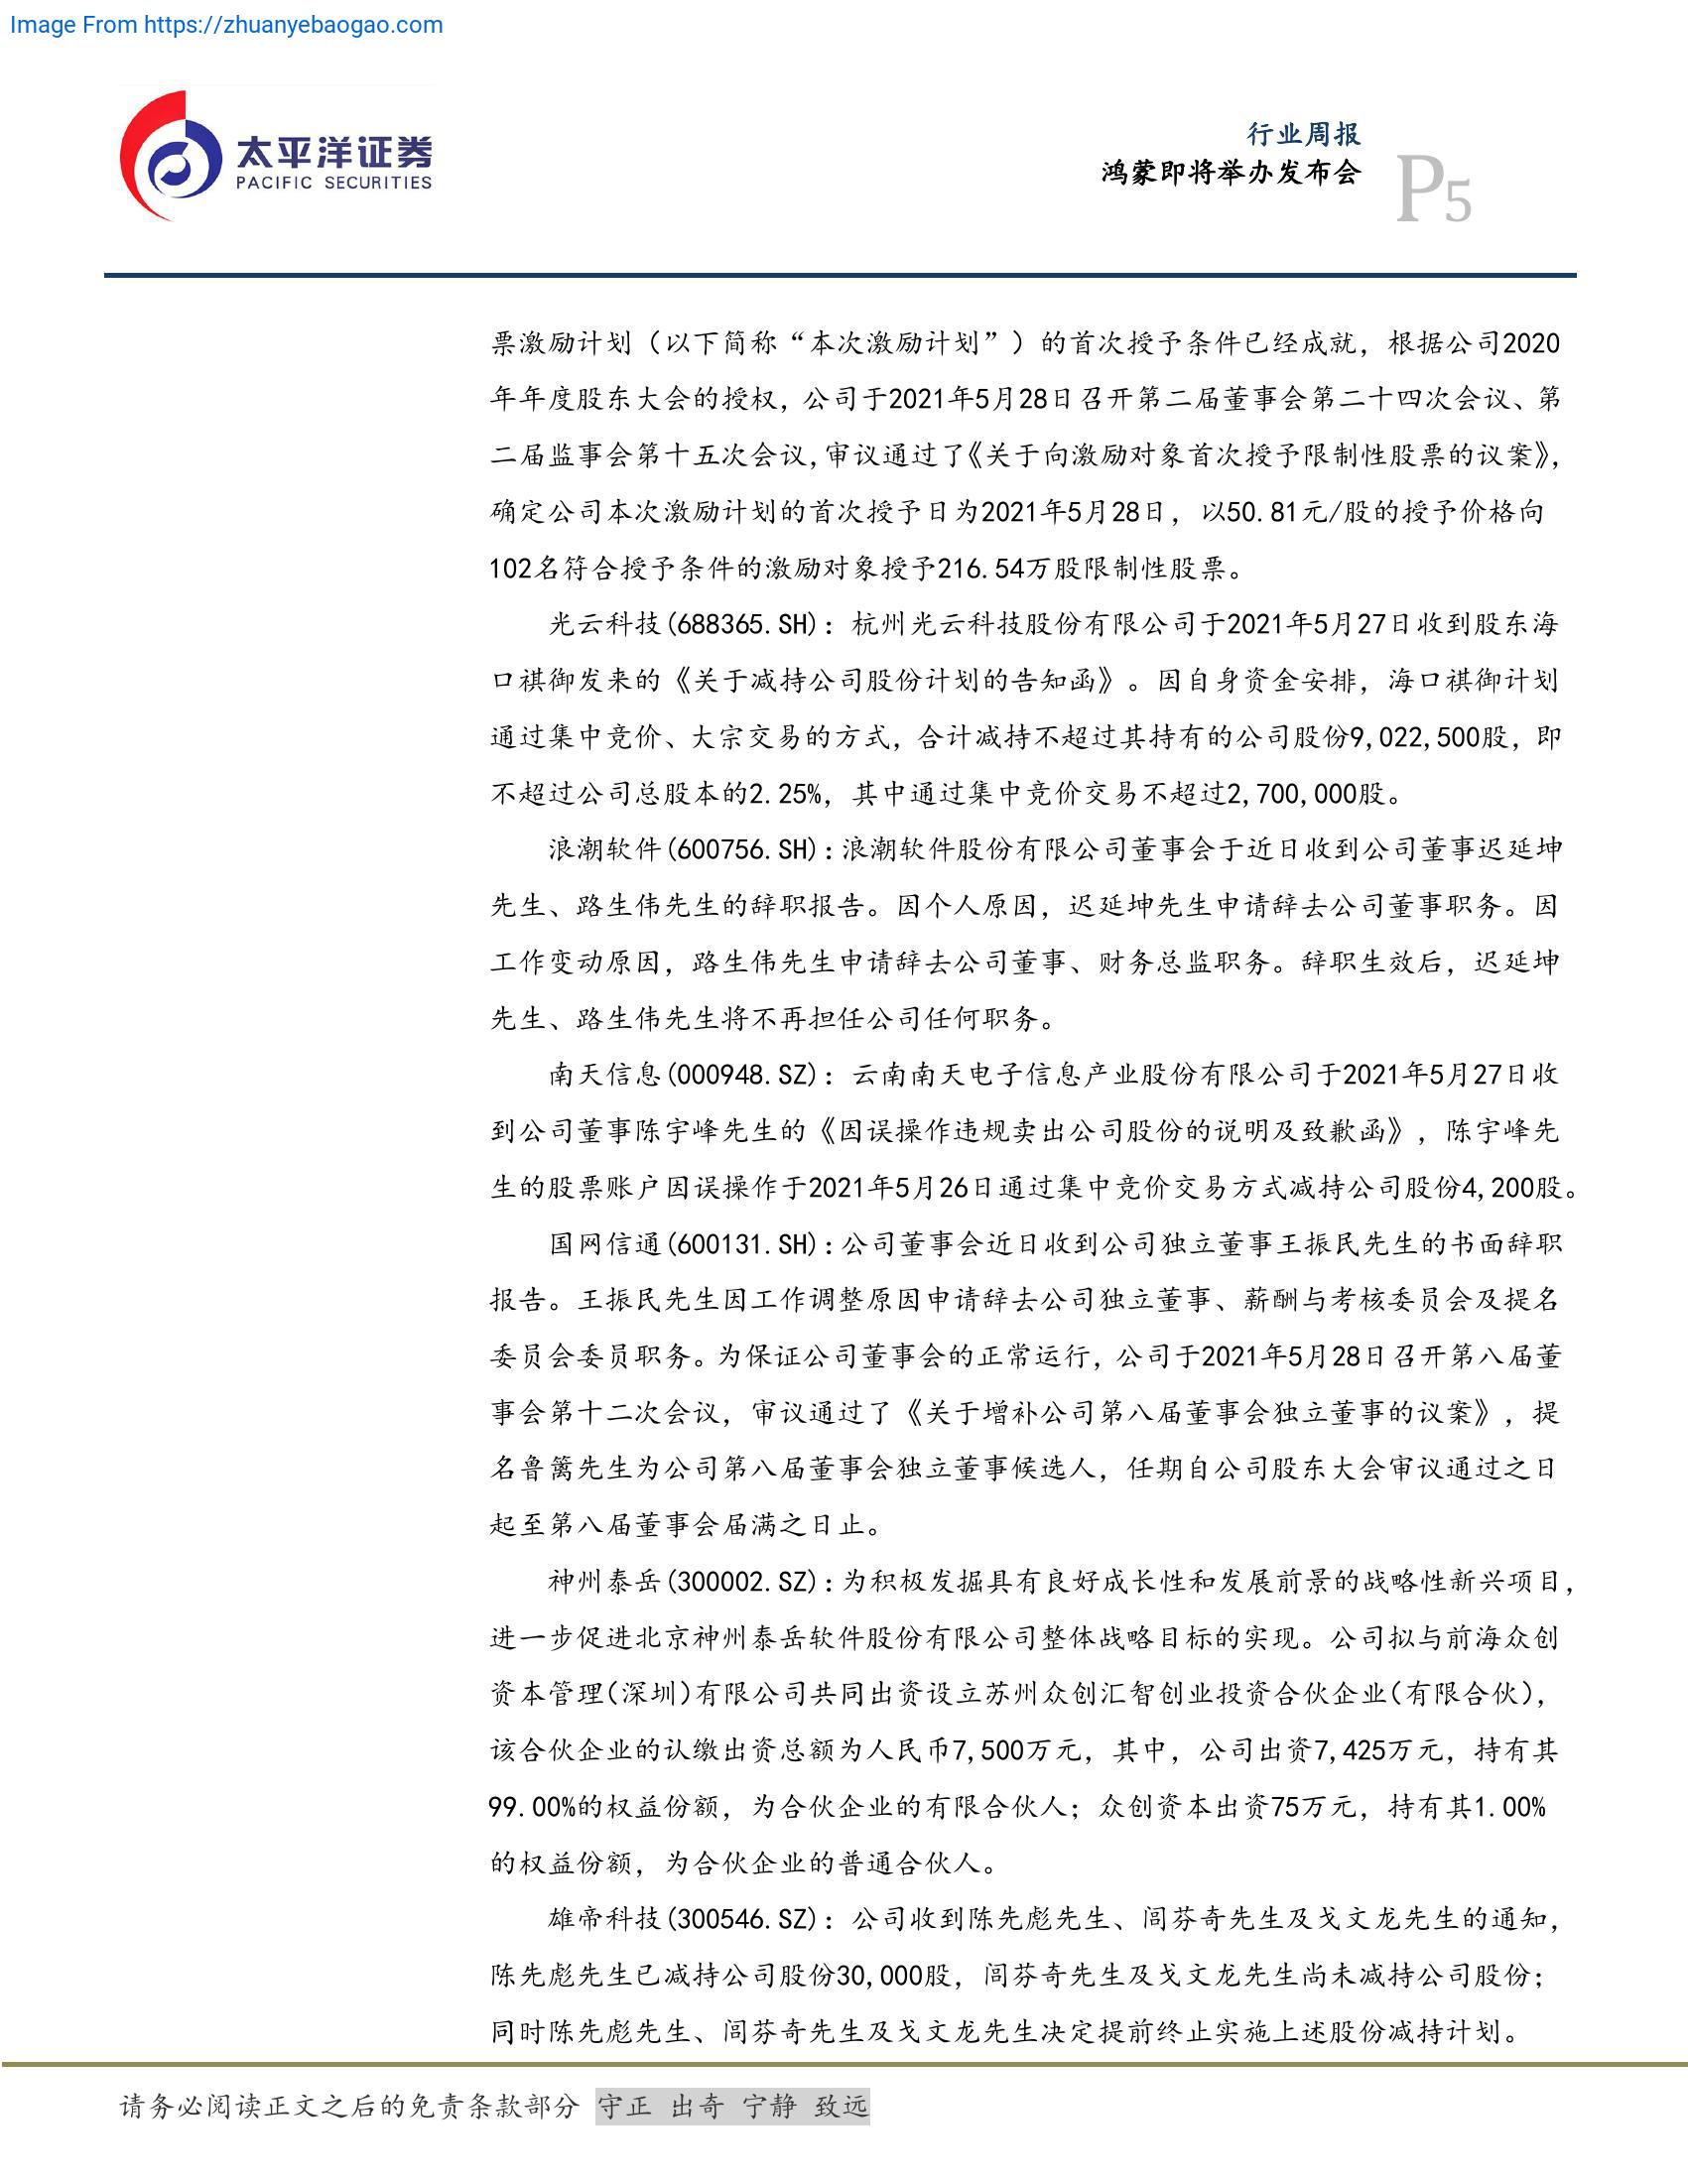 Image From https://zhuanyebaogao.com
太平洋证券
PACIFIC SECURITIES
行业周报
鸿蒙即将举办发布会
P5
票激励计划（以下简称“本次激励计划”）的首次授予条件已经成就，根据公司2020
年年度股东大会的授权，公司于2021年5月28日召开第二届董事会第二十四次会议、第
二届监事会第十五次会议，审议通过了《关于向激励对象首次授予限制性股票的议案》，
确定公司本次激励计划的首次授予日为2021年5月28日，以50.81元/股的授予价格向
102名符合授予条件的激励对象授予216.54万股限制性股票。
光云科技(688365.SH)：杭州光云科技股份有限公司于2021年5月27日收到股东海
口祺御发来的《关于减持公司股份计划的告知函》。因自身资金安排，海口祺御计划
通过集中竞价、大宗交易的方式，合计减持不超过其持有的公司股份9,022,500股，即
不超过公司总股本的2.25%，其中通过集中竞价交易不超过2,700,000股。
浪潮软件(600756.SH)：浪潮软件股份有限公司董事会于近日收到公司董事迟延坤
先生、路生伟先生的辞职报告。因个人原因，迟延坤先生申请辞去公司董事职务。因
工作变动原因，路生伟先生申请辞去公司董事、财务总监职务。辞职生效后，迟延坤
先生、路生伟先生将不再担任公司任何职务。
南天信息(000948.SZ)：云南南天电子信息产业股份有限公司于2021年5月27日收
到公司董事陈宇峰先生的《因误操作违规卖出公司股份的说明及致歉函》，陈宇峰先
生的股票账户因误操作于2021年5月26日通过集中竞价交易方式减持公司股份4,200股。
国网信通(600131.SH)：公司董事会近日收到公司独立董事王振民先生的书面辞职
报告。王振民先生因工作调整原因申请辞去公司独立董事、薪酬与考核委员会及提名
委员会委员职务。为保证公司董事会的正常运行，公司于2021年5月28日召开第八届董
事会第十二次会议，审议通过了《关于增补公司第八届董事会独立董事的议案》，提
名鲁篱先生为公司第八届董事会独立董事候选人，任期自公司股东大会审议通过之日
起至第八届董事会届满之日止。
神州泰岳(300002.SZ)：为积极发掘具有良好成长性和发展前景的战略性新兴项目，
进一步促进北京神州泰岳软件股份有限公司整体战略目标的实现。公司拟与前海众创
资本管理(深圳)有限公司共同出资设立苏州众创汇智创业投资合伙企业(有限合伙)，
该合伙企业的认缴出资总额为人民币7,500万元，其中，公司出资7,425万元，持有其
99.00%的权益份额，为合伙企业的有限合伙人；众创资本出资75万元，持有其1.00%
的权益份额，为合伙企业的普通合伙人。
雄帝科技(300546.SZ)：公司收到陈先彪先生、闾芬奇先生及戈文龙先生的通知，
陈先彪先生已减持公司股份30,000股，闾芬奇先生及戈文龙先生尚未减持公司股份；
同时陈先彪先生、闾芬奇先生及戈文龙先生决定提前终止实施上述股份减持计划。
请务必阅读正文之后的免责条款部分 守正 出奇 宁静 致远